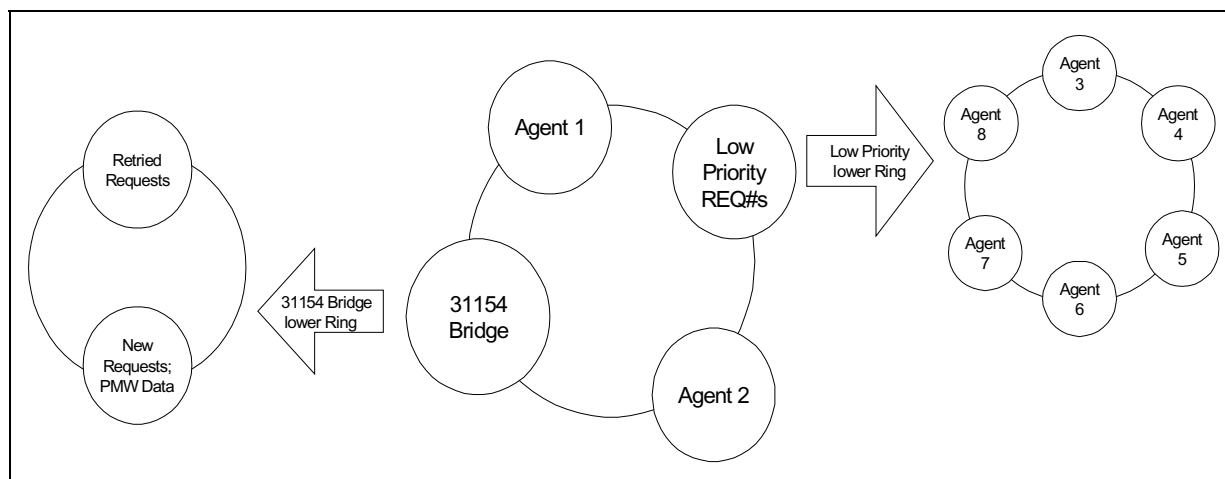 Retried
Requests
New
Requests;
PMW Data
31154 Bridge
lower Ring
Agent 1
Low
Priority
REQ#s
31154
Bridge
Agent 2
Low Priority
lower Ring
Agent
3
Agent
8
Agent
4
Agent
7
Agent
5
Agent
6